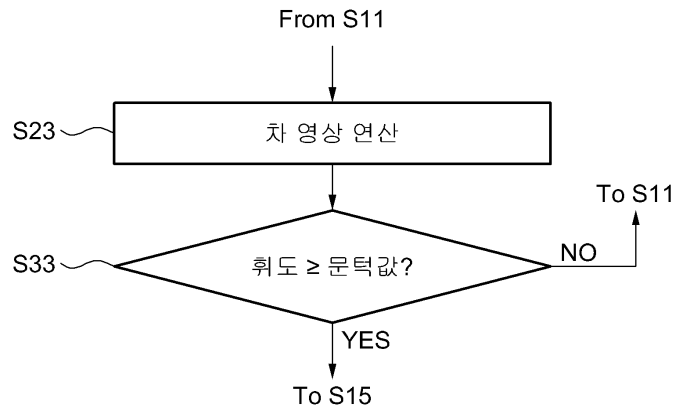 From S11
S23
차 영상 연산
To S11
S33
휘도 ≥ 문턱값?
NO
YES
To S15